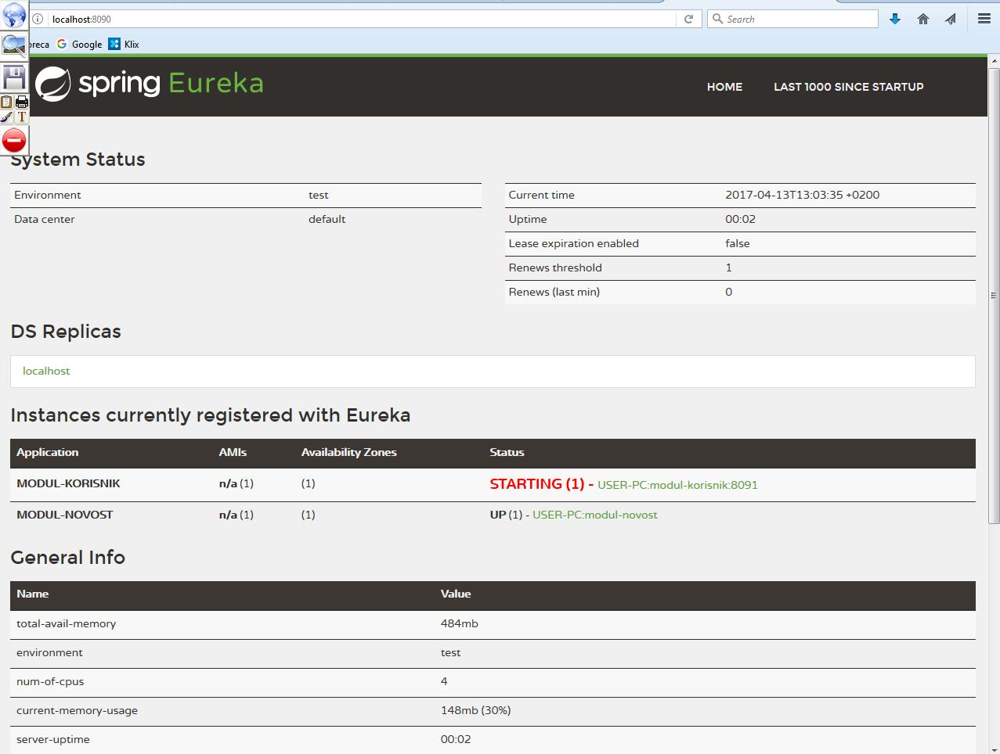 localhost:8090
Search
oreca Google Klix
T
spring Eureka
HOME LAST 1000 SINCE STARTUP
System Status
Environment test
Data center default
Current time 2017-04-13T13:03:35 +0200
Uptime 00:02
Lease expiration enabled false
Renews threshold 1
Renews (last min) 0
DS Replicas
localhost
Instances currently registered with Eureka
Application AMIs Availability Zones Status
MODUL-KORISNIK n/a (1) (1) STARTING (1) - USER-PC:modul-korisnik:8091
MODUL-NOVOST n/a (1) (1) UP (1) - USER-PC:modul-novost
General Info
Name Value
total-avail-memory 484mb
environment test
num-of-cpus 4
current-memory-usage 148mb (30%)
server-uptime 00:02